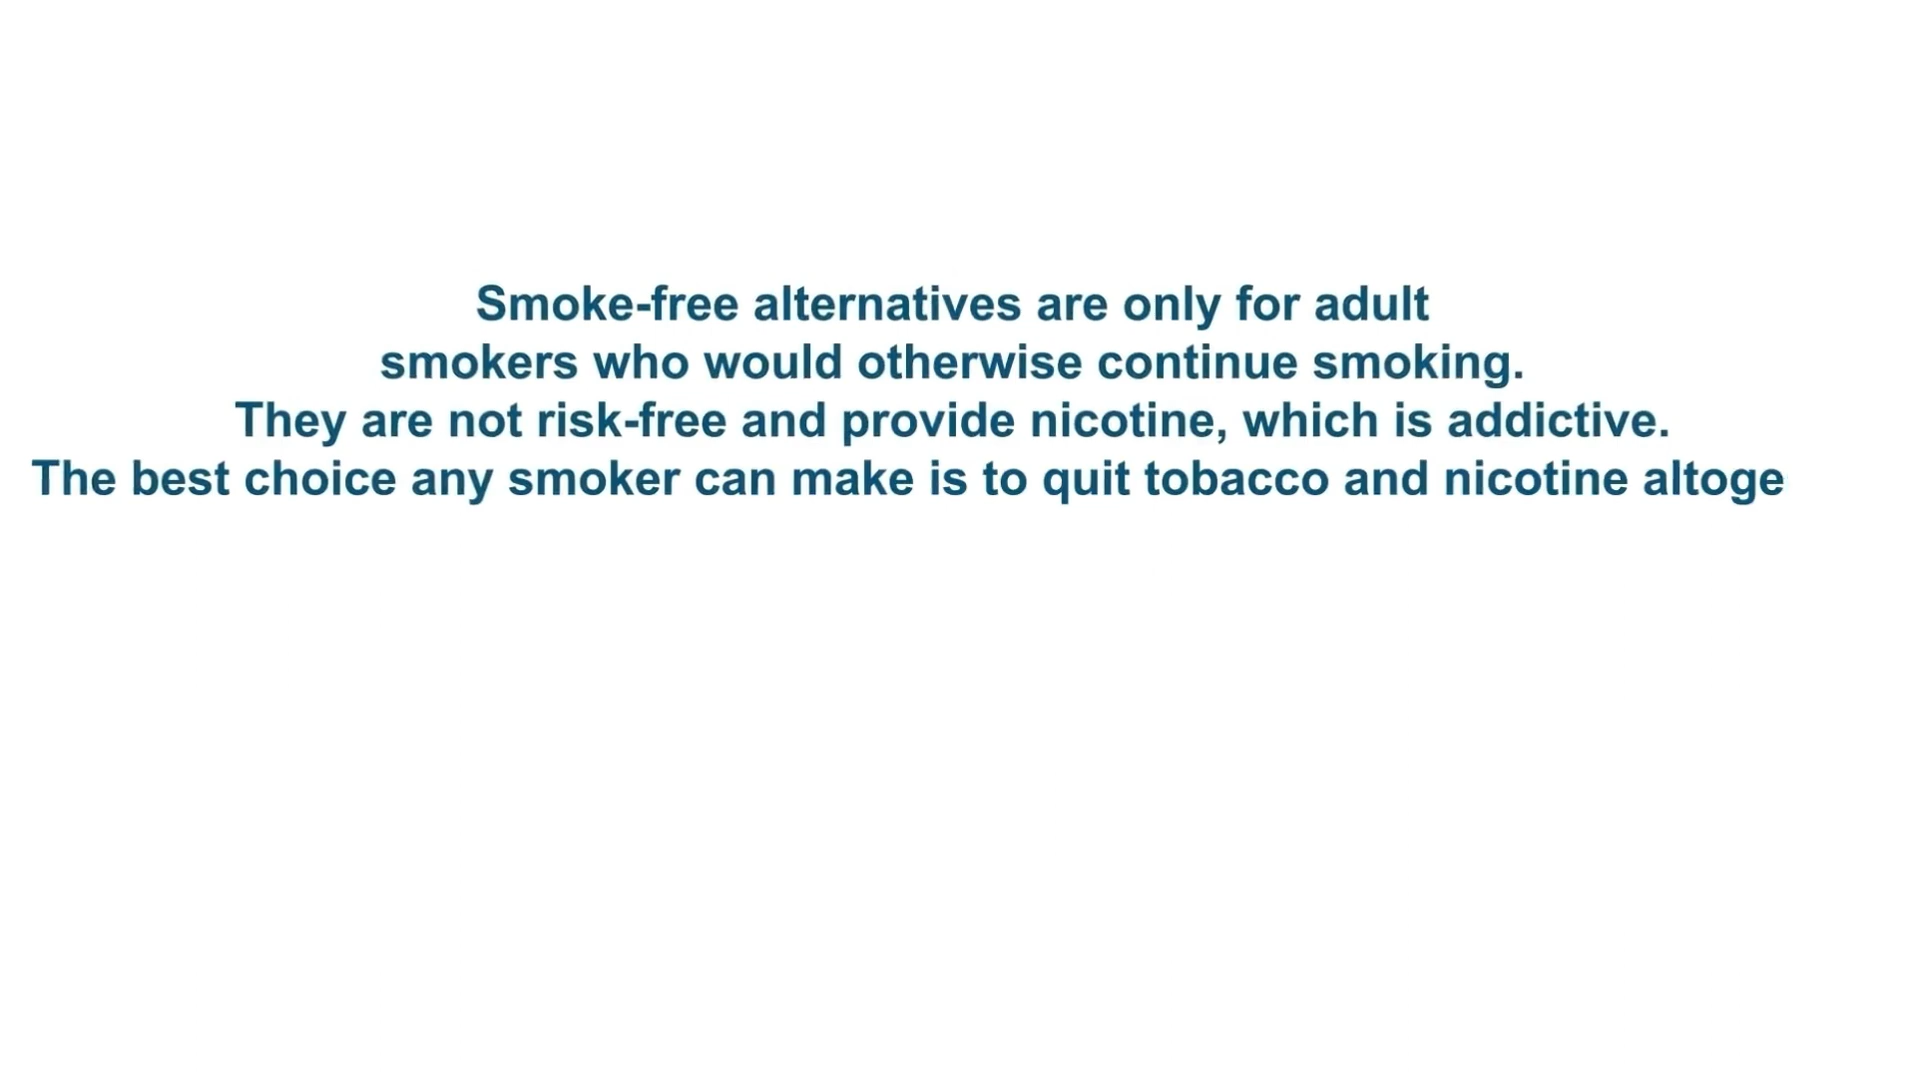 Smoke-free alternatives are only for adult
smokers who would otherwise continue smoking.
They are not risk-free and provide nicotine, which is addictive.
The best choice any smoker can make is to quit tobacco and nicotine altoge